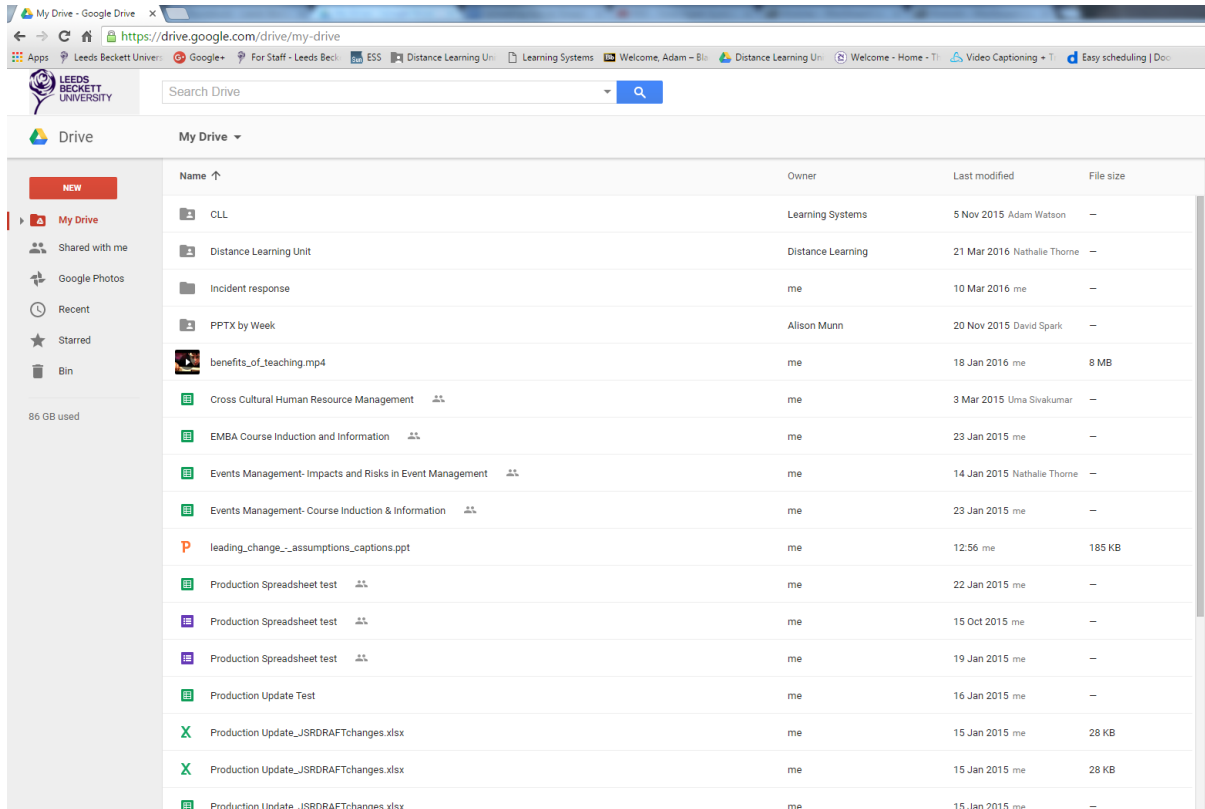 My Drive - Google Drive
https://drive.google.com/drive/my-drive
Apps Leeds Beckett Univers Google+ For Staff - Leeds Beck ESS Distance Learning Uni Learning Systems Welcome, Adam – Bla Distance Learning Uni Welcome - Home - Th Video Captioning + T Easy scheduling | Doo
LEEDS
BECKETT
UNIVERSITY
Search Drive
Drive My Drive
NEW
My Drive
Shared with me
Google Photos
Recent
Starred
Bin
86 GB used
Name Owner Last modified File size
CLL Learning Systems 5 Nov 2015 Adam Watson –
Distance Learning Unit Distance Learning 21 Mar 2016 Nathalie Thorne –
Incident response me 10 Mar 2016 me –
PPTX by Week Alison Munn 20 Nov 2015 David Spark –
benefits_of_teaching.mp4 me 18 Jan 2016 me 8 MB
Cross Cultural Human Resource Management me 3 Mar 2015 Uma Sivakumar –
EMBA Course Induction and Information me 23 Jan 2015 me –
Events Management- Impacts and Risks in Event Management me 14 Jan 2015 Nathalie Thorne –
Events Management- Course Induction & Information me 23 Jan 2015 me –
leading_change_-_assumptions_captions.ppt me 12:56 me 185 KB
Production Spreadsheet test me 22 Jan 2015 me –
Production Spreadsheet test me 15 Oct 2015 me –
Production Spreadsheet test me 19 Jan 2015 me –
Production Update Test me 16 Jan 2015 me –
Production Update_JSRDRAFTchanges.xlsx me 15 Jan 2015 me 28 KB
Production Update_JSRDRAFTchanges.xlsx me 15 Jan 2015 me 28 KB
Production Update_JSRDRAFTchanges.xlsx me 15 Jan 2015 me –